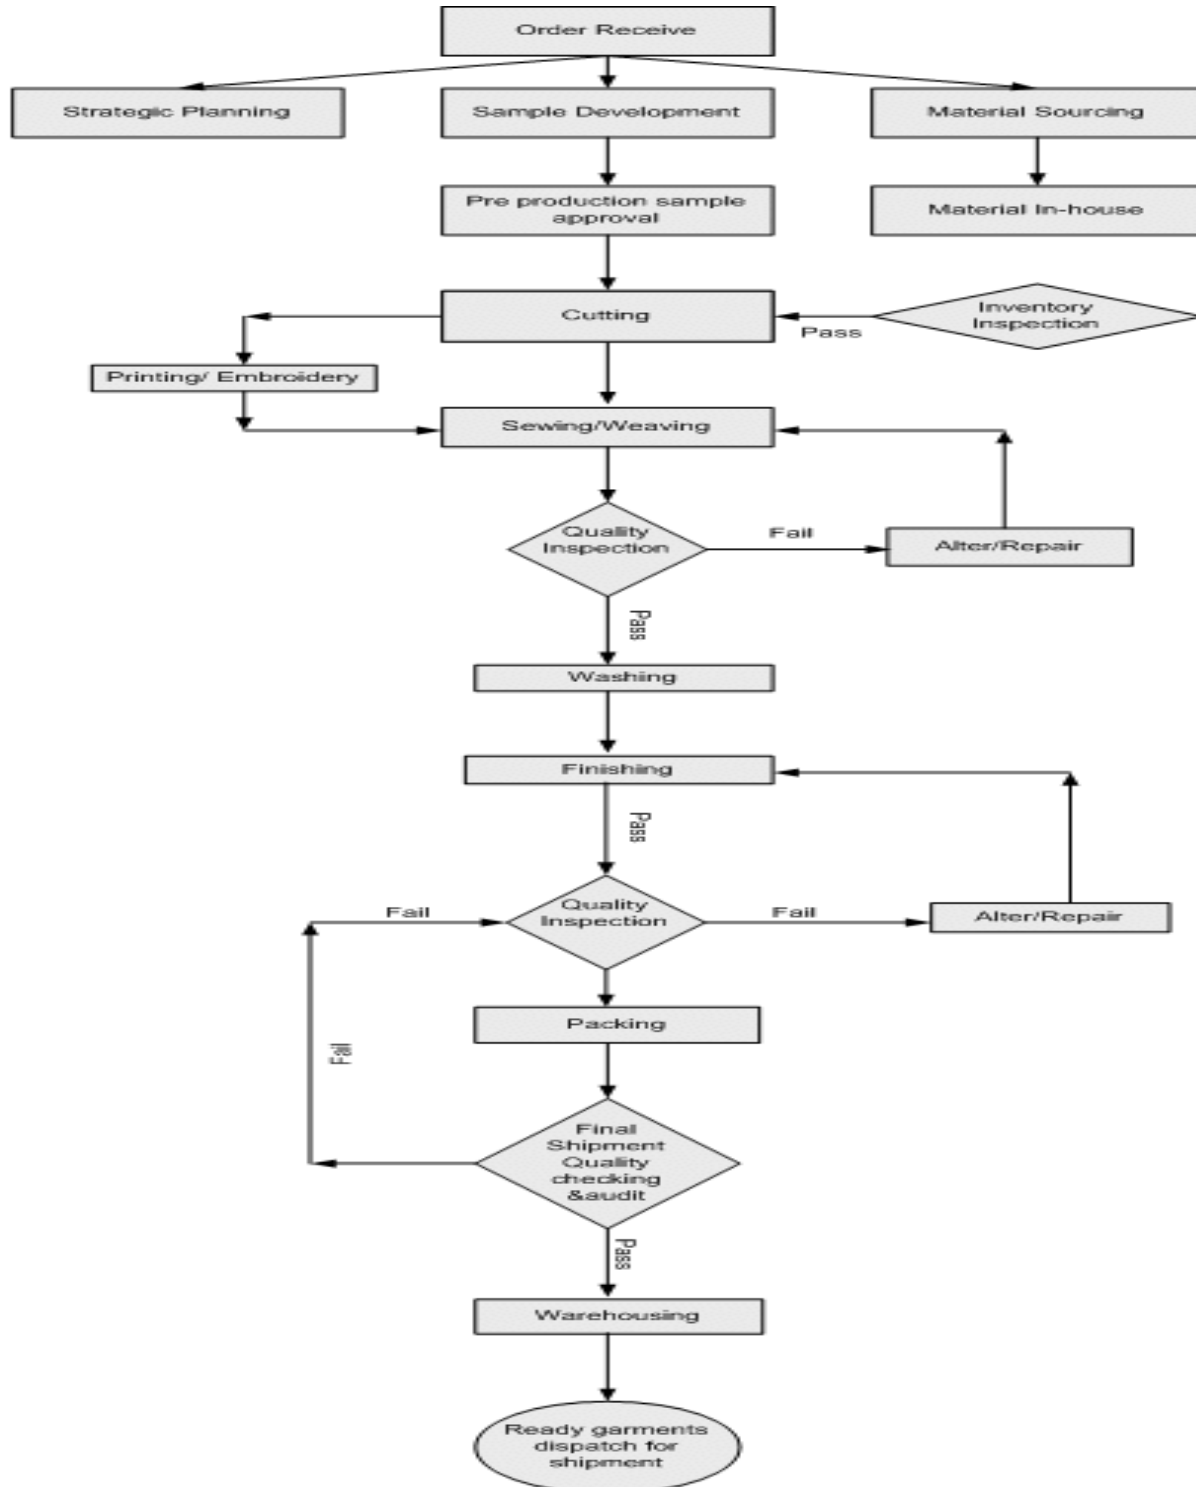 Order Receive
Strategic Planning
Sample Development
Material Sourcing
Pre production sample
approval
Material In-house
Cutting
Inventory
Inspection
Pass
Printing/ Embroidery
Sewing/Weaving
Quality
Inspection
Fail
Alter/Repair
Pass
Washing
Finishing
Pass
Quality
Inspection
Fail
Fail
Alter/Repair
Packing
Fail
Final
Shipment
Quality
checking
&audit
Pass
Warehousing
Ready garments
dispatch for
shipment